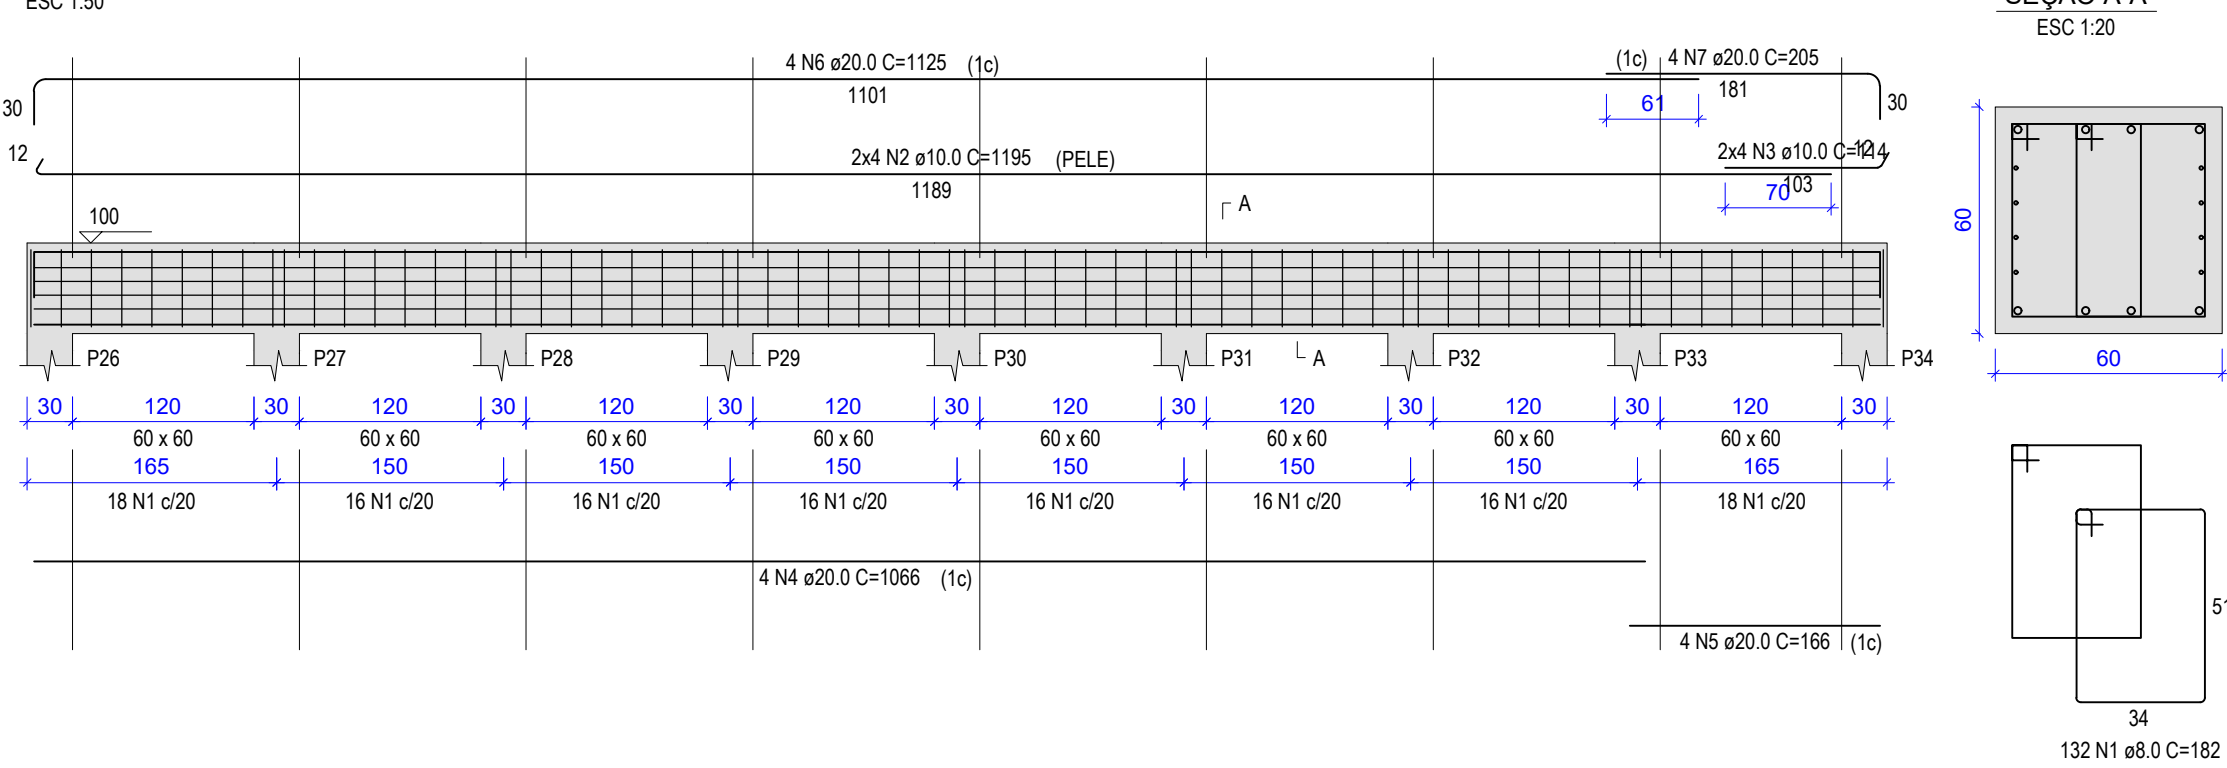 ESC 1:50
SEÇÃO A-A
ESC 1:20
4 N6 ø20.0 C=1125 (1c)
1101
(1c) 4 N7 ø20.0 C=205
181
61
30
30
12
2x4 N2 ø10.0 C=1195 (PELE)
1189
2x4 N3 ø10.0 C=114
12
103
70
A
100
60
60
P26 P27 P28 P29 P30 P31 A P32 P33 P34
30 120 30 120 30 120 30 120 30 120 30 120 30 120 30 120 30
60 x 60 60 x 60 60 x 60 60 x 60 60 x 60 60 x 60 60 x 60 60 x 60
165 150 150 150 150 150 150 165
18 N1 c/20 16 N1 c/20 16 N1 c/20 16 N1 c/20 16 N1 c/20 16 N1 c/20 16 N1 c/20 18 N1 c/20
4 N4 ø20.0 C=1066 (1c)
4 N5 ø20.0 C=166 (1c)
51
34
132 N1 ø8.0 C=182